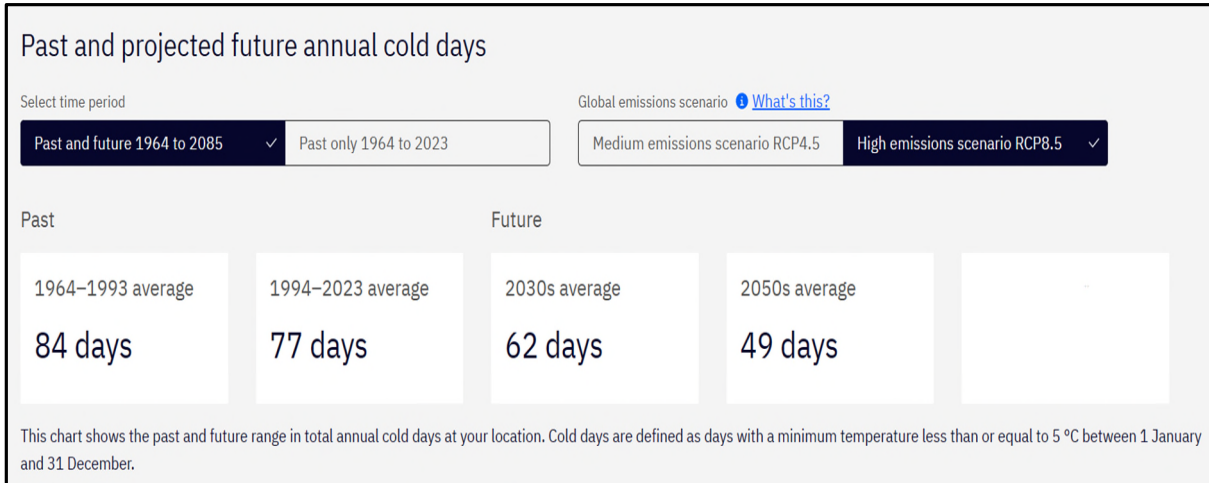 Past and projected future annual cold days
Select time period
Global emissions scenario What's this?
Past and future 1964 to 2085
Past only 1964 to 2023
Medium emissions scenario RCP4.5
High emissions scenario RCP8.5
Past
Future
1964–1993 average
84 days
1994–2023 average
77 days
2030s average
62 days
2050s average
49 days
This chart shows the past and future range in total annual cold days at your location. Cold days are defined as days with a minimum temperature less than or equal to 5 ºC between 1 January
and 31 December.